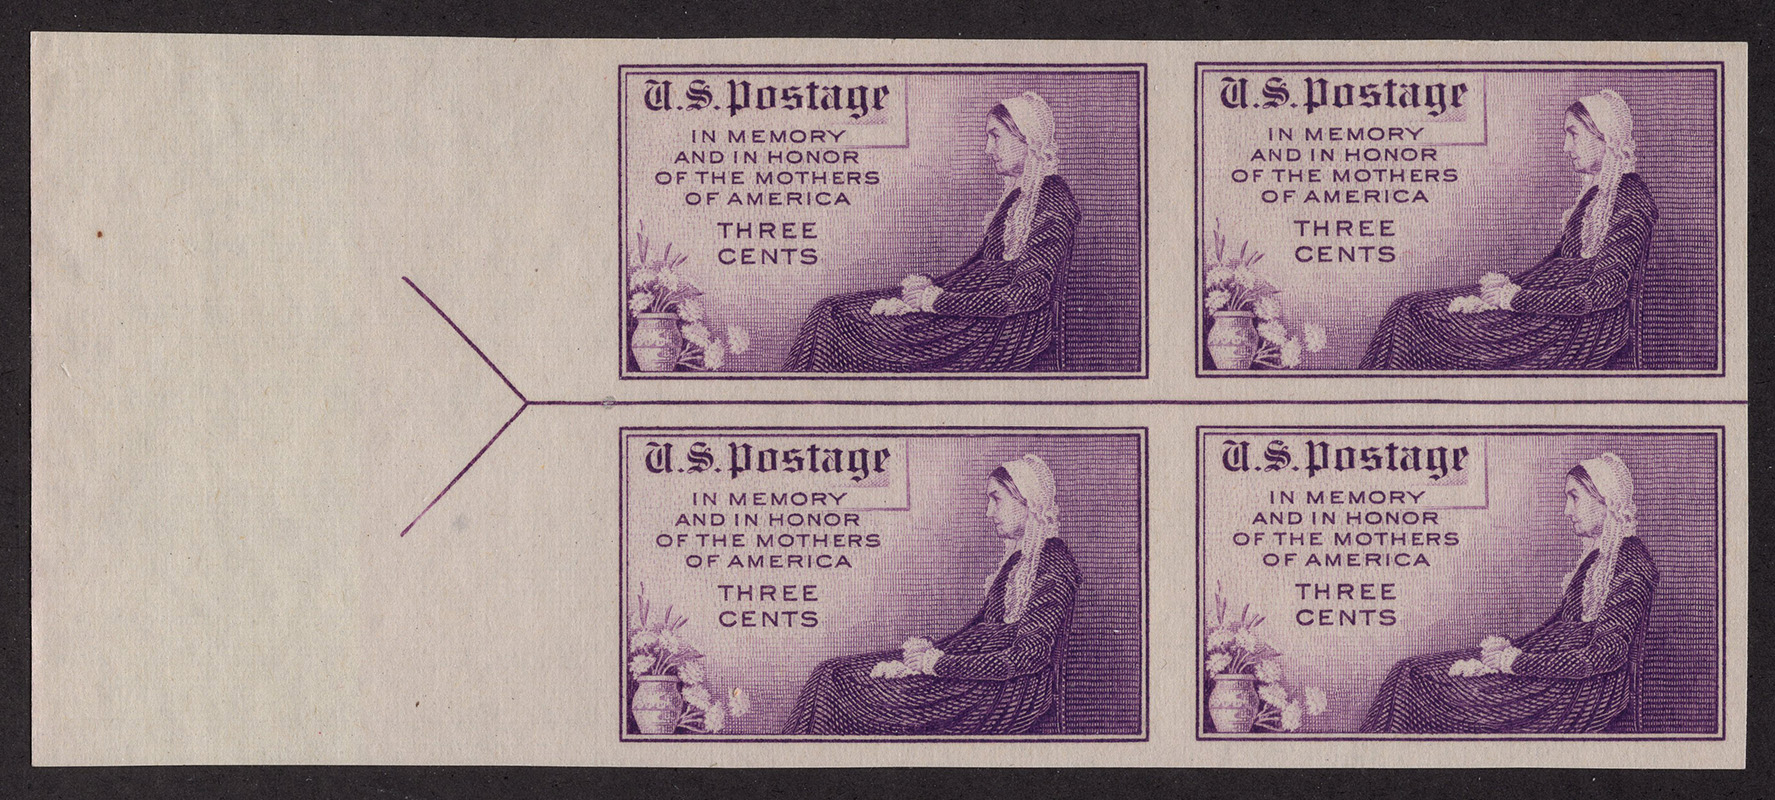 U.S. Postage
IN MEMORY
AND IN HONOR
OF THE MOTHERS
OF AMERICA
THREE
CENTS
U.S. Postage
IN MEMORY
AND IN HONOR
OF THE MOTHERS
OF AMERICA
THREE
CENTS
U.S. Postage
IN MEMORY
AND IN HONOR
OF THE MOTHERS
OF AMERICA
THREE
CENTS
U.S. Postage
IN MEMORY
AND IN HONOR
OF THE MOTHERS
OF AMERICA
THREE
CENTS